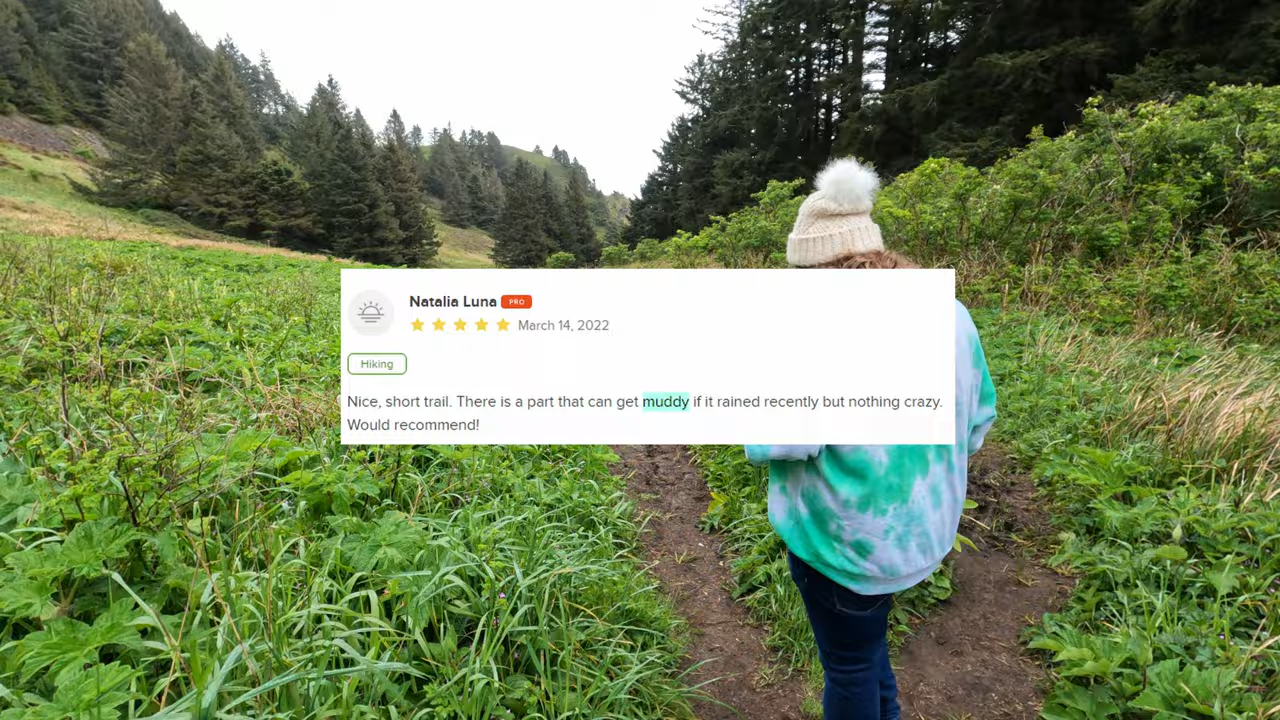 Natalia Luna PRO
March 14, 2022
Hiking
Nice, short trail. There is a part that can get muddy if it rained recently but nothing crazy.
Would recommend!